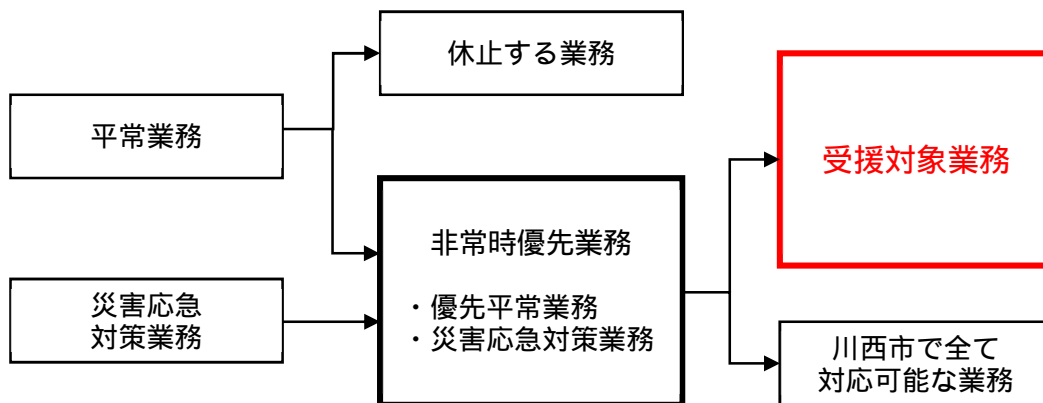 休止する業務
平常業務
受援対象業務
非常時優先業務
・優先平常業務
・災害応急対策業務
災害応急
対策業務
川西市で全て
対応可能な業務